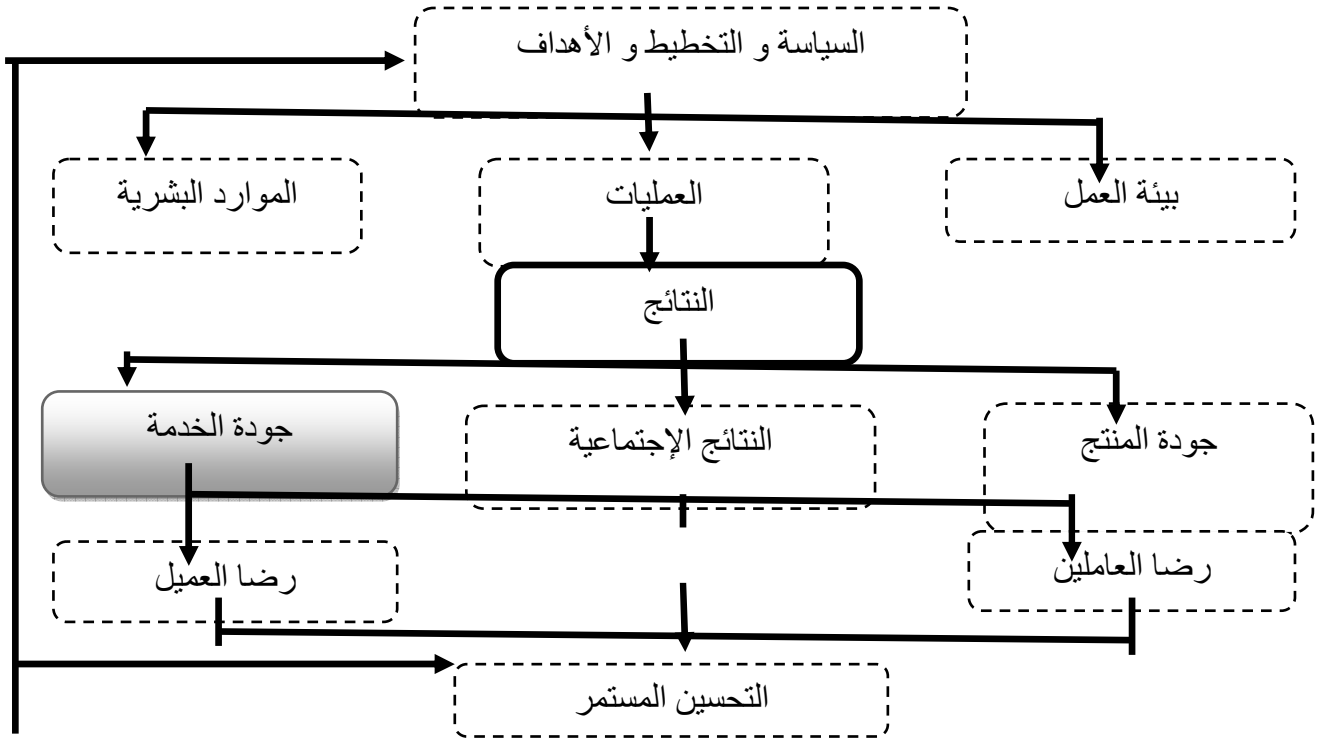 السياسة و التخطيط و الأهداف
بيئة العمل
العمليات
الموارد البشرية
النتائج
جودة المنتج
النتائج الإجتماعية
جودة الخدمة
رضا العاملين
رضا العميل
التحسين المستمر